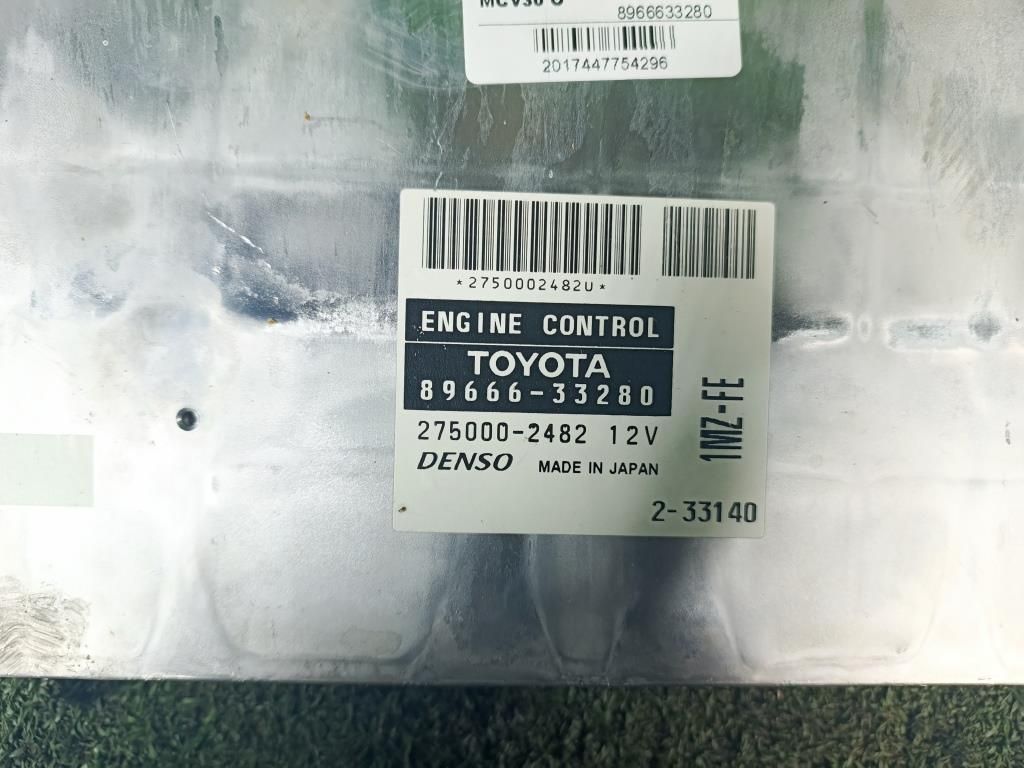 MCV30 U
8966633280
2017447754296
*2750002482U*
ENGINE CONTROL
TOYOTA
89666-33280
275000-2482 12V
DENSO MADE IN JAPAN
1MZ-FE
2-33140